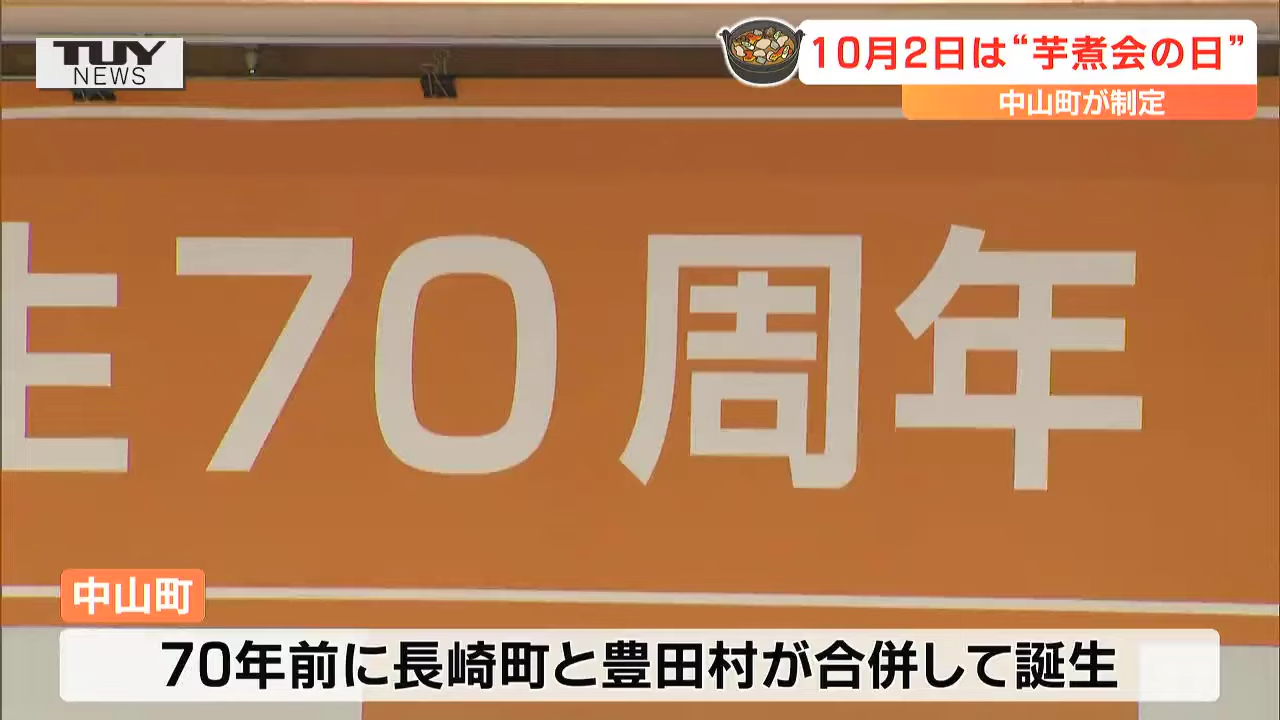 TUY
NEWS
10月2日は“芋煮会の日”
中山町が制定
生70周年
中山町
70年前に長崎町と豊田村が合併して誕生